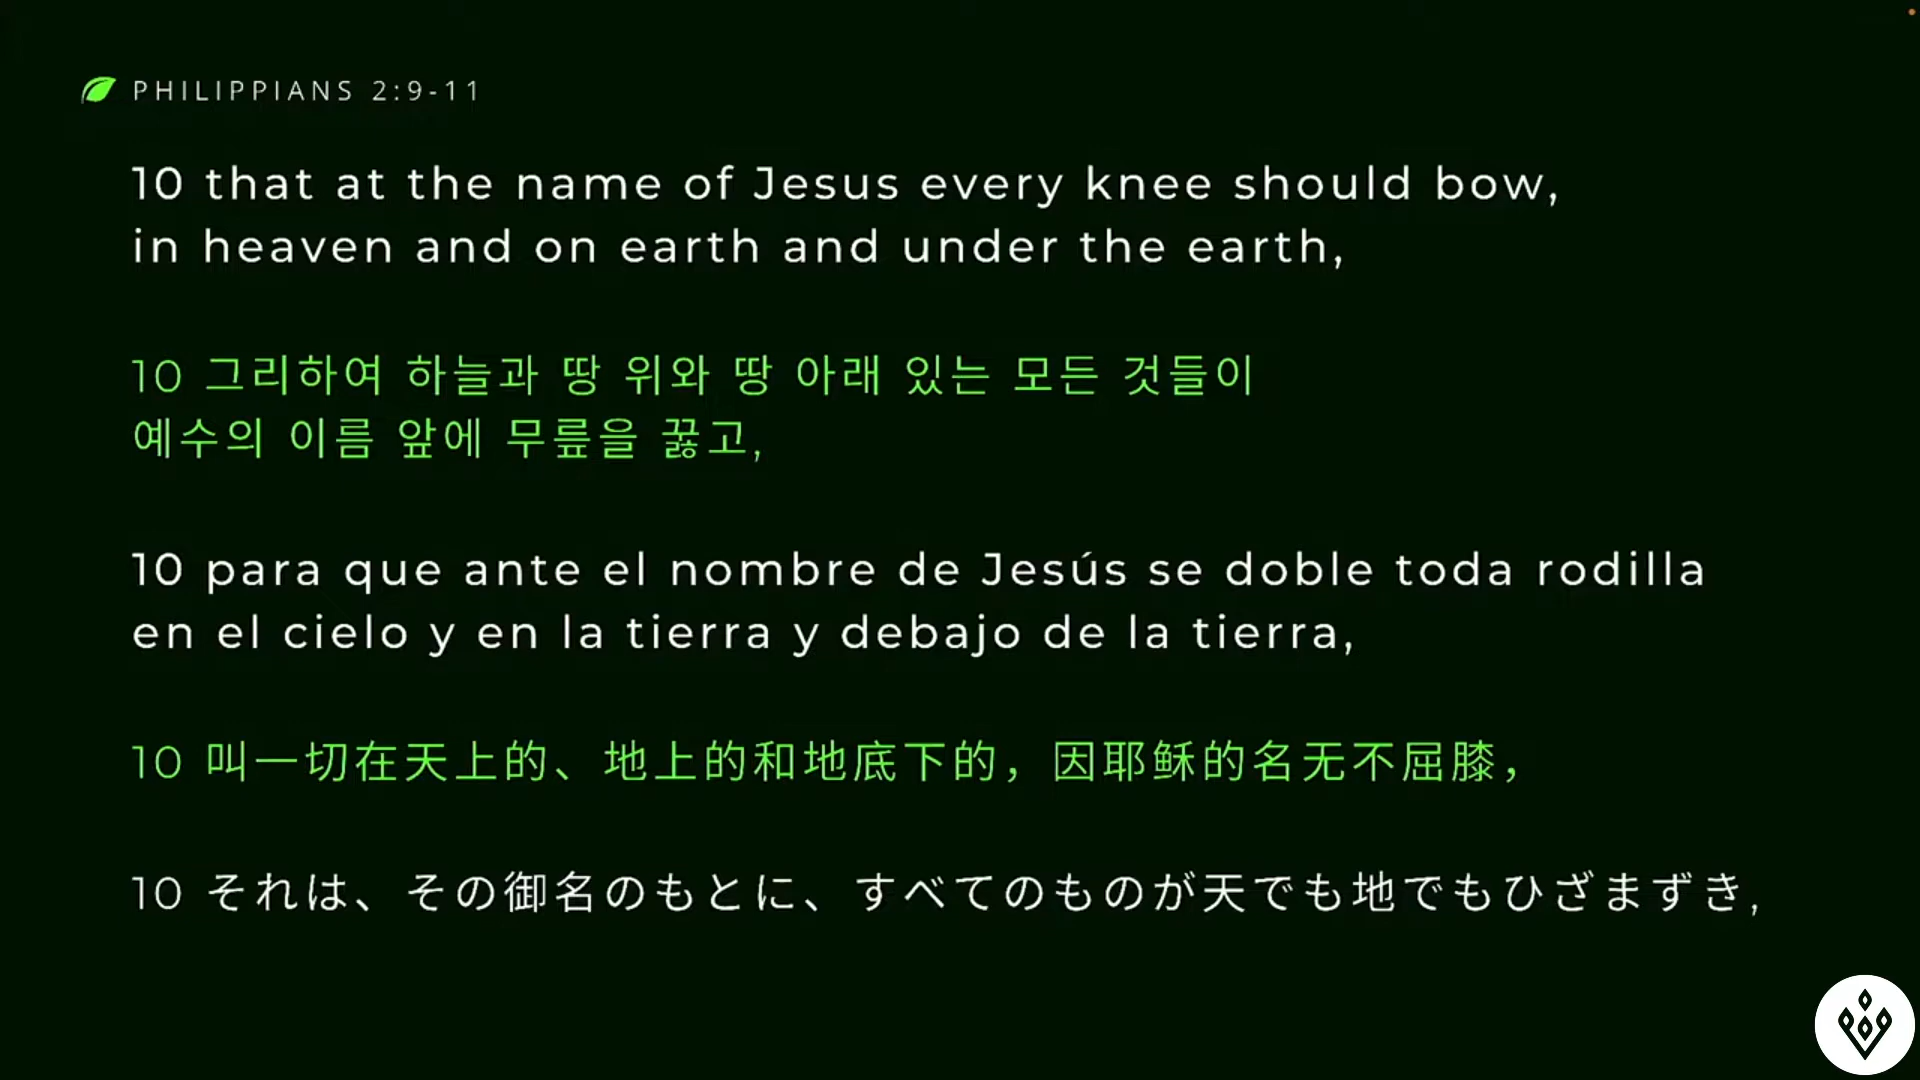 PHILIPPIANS 2:9-11
10 that at the name of Jesus every knee should bow,
in heaven and on earth and under the earth,
10 그리하여 하늘과 땅 위와 땅 아래 있는 모든 것들이
예수의 이름 앞에 무릎을 꿇고,
10 para que ante el nombre de Jesús se doble toda rodilla
en el cielo y en la tierra y debajo de la tierra,
10 叫一切在天上的、地上的和地底下的，因耶稣的名无不屈膝，
10 それは、その御名のもとに、すべてのものが天でも地でもひざまずき,